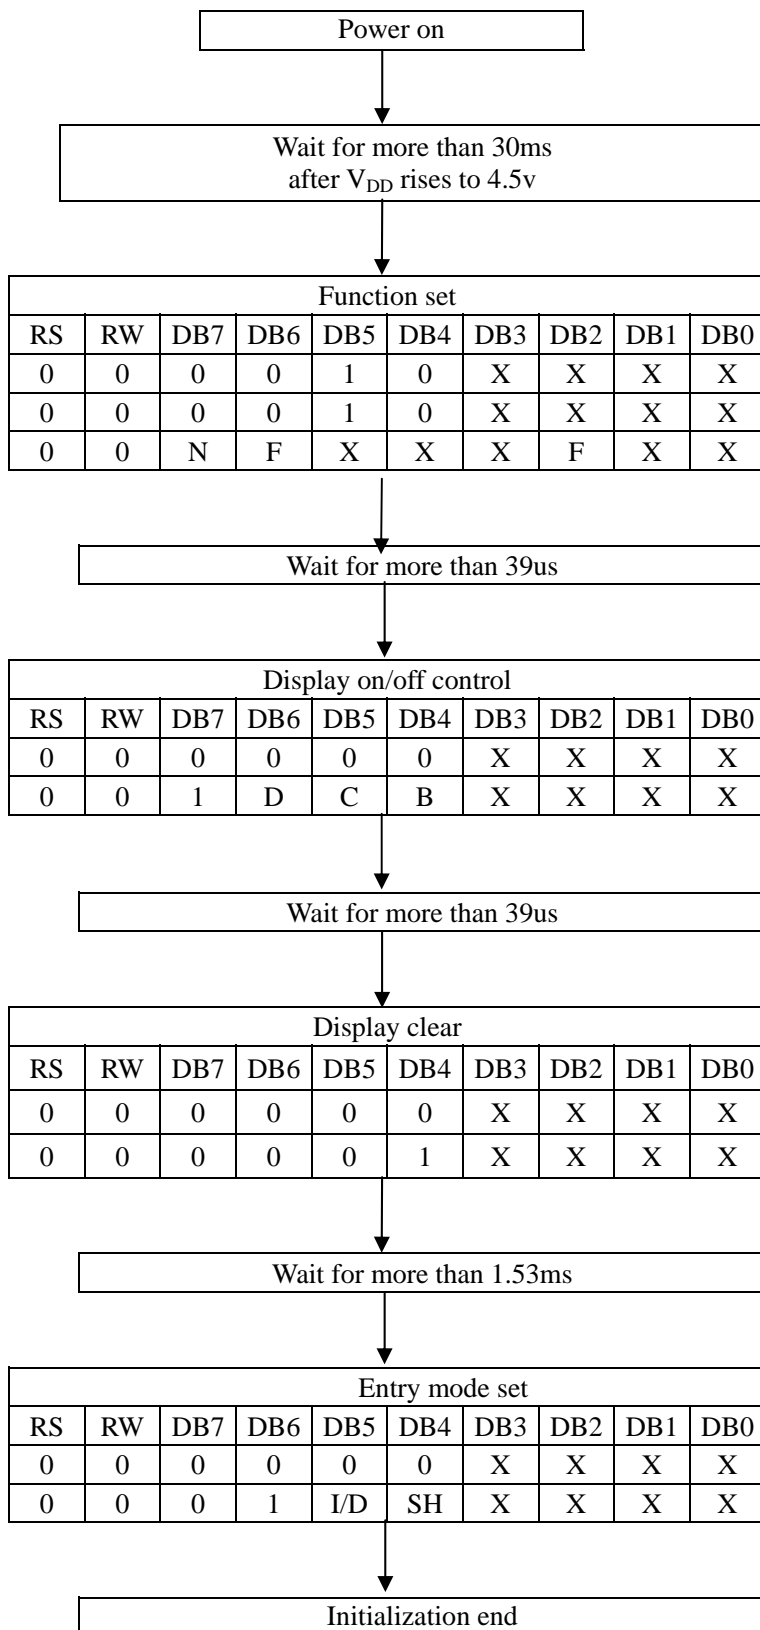 Power on
Wait for more than 30ms
after VDD rises to 4.5v
Function set
RS RW DB7 DB6 DB5 DB4 DB3 DB2 DB1 DB0
0 0 0 0 1 0 X X X X
0 0 0 0 1 0 X X X X
0 0 N F X X X F X X
Wait for more than 39us
Display on/off control
RS RW DB7 DB6 DB5 DB4 DB3 DB2 DB1 DB0
0 0 0 0 0 0 X X X X
0 0 1 D C B X X X X
Wait for more than 39us
Display clear
RS RW DB7 DB6 DB5 DB4 DB3 DB2 DB1 DB0
0 0 0 0 0 0 X X X X
0 0 0 0 0 1 X X X X
Wait for more than 1.53ms
Entry mode set
RS RW DB7 DB6 DB5 DB4 DB3 DB2 DB1 DB0
0 0 0 0 0 0 X X X X
0 0 0 1 I/D SH X X X X
Initialization end